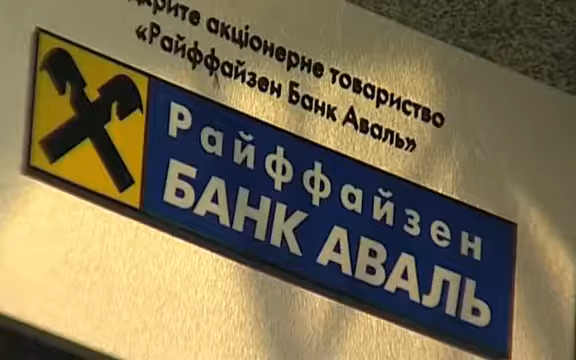 акціонерне товариство
«Райффайзен Банк Аваль»
Райффайзен
БАНК АВАЛЬ